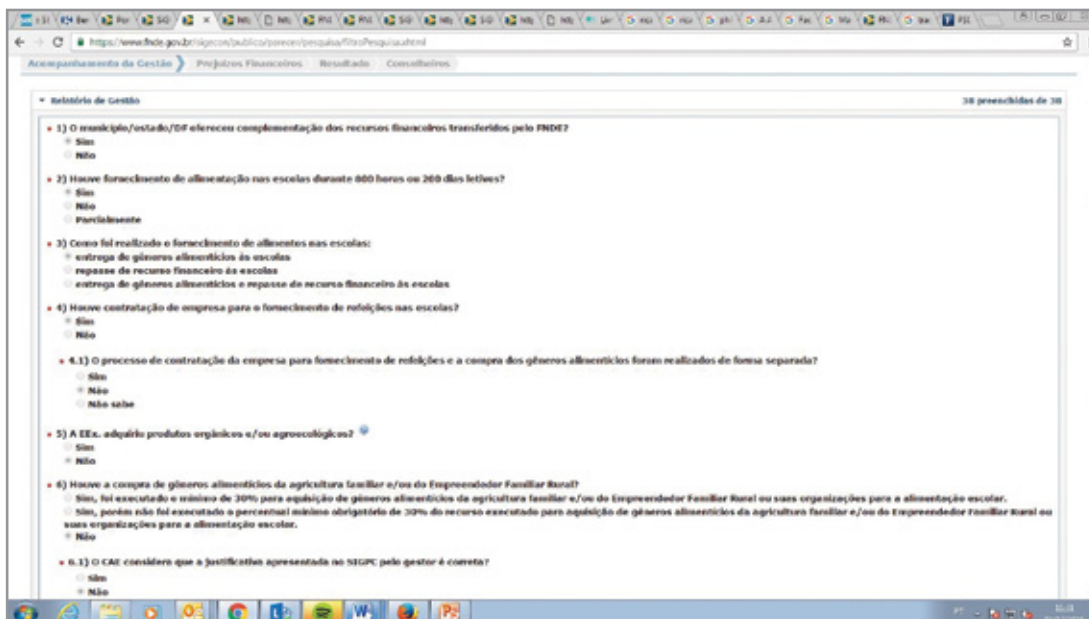 https://www.fnde.gov.br/sigecon/publico/parecer/pesquisa/filtroPesquisa.xhtml
Acompanhamento da Gestão Prejuízos Financeiros Resultado Conselheiros
Relatório de Gestão 38 preenchidas de 38
1) O município/estado/DF ofereceu complementação dos recursos financeiros transferidos pelo FNDE?
Sim
Não
2) Houve fornecimento de alimentação nas escolas durante 800 horas ou 200 dias letivos?
Sim
Não
Parcialmente
3) Como foi realizado o fornecimento de alimentos nas escolas:
entrega de gêneros alimentícios às escolas
repasse de recurso financeiro às escolas
entrega de gêneros alimentícios e repasse de recurso financeiro às escolas
4) Houve contratação de empresa para o fornecimento de refeições nas escolas?
Sim
Não
4.1) O processo de contratação da empresa para fornecimento de refeições e a compra dos gêneros alimentícios foram realizados de forma separada?
Sim
Não
Não sabe
5) A EEx. adquiriu produtos orgânicos e/ou agroecológicos?
Sim
Não
6) Houve a compra de gêneros alimentícios da agricultura familiar e/ou do Empreendedor Familiar Rural?
Sim, foi executado o mínimo de 30% para aquisição de gêneros alimentícios da agricultura familiar e/ou do Empreendedor Familiar Rural ou suas organizações para a alimentação escolar.
Sim, porém não foi executado o percentual mínimo obrigatório de 30% do recurso executado para aquisição de gêneros alimentícios da agricultura familiar e/ou do Empreendedor Familiar Rural ou
suas organizações para a alimentação escolar.
Não
6.1) O CAE considera que a justificativa apresentada no SIGPC pelo gestor é correta?
Sim
Não
PT